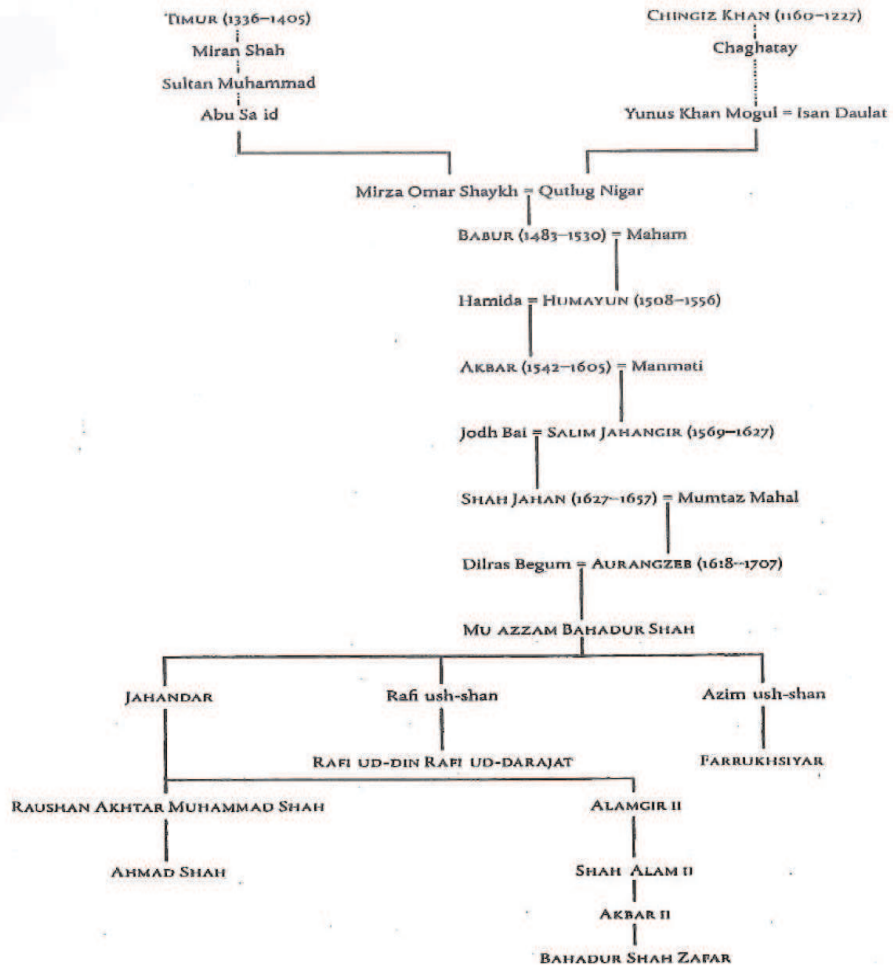 TIMUR (1336–1405)
CHINGIZ KHAN (1160–1227)
Miran Shah
Chaghatay
Sultan Muhammad
Abu Sa id
Yunus Khan Mogul = Isan Daulat
Mirza Omar Shaykh = Qutlug Nigar
BABUR (1483–1530) = Maham
Hamida = HUMAYUN (1508–1556)
AKBAR (1542–1605) = Manmati
Jodh Bai = SALIM JAHANGIR (1569–1627)
SHAH JAHAN (1627–1657) = Mumtaz Mahal
Dilras Begum = AURANGZEB (1618–1707)
MU AZZAM BAHADUR SHAH
JAHANDAR
Rafi ush-shan
Azim ush-shan
RAFI UD-DIN RAFI UD-DARAJAT
FARRUKHSIYAR
RAUSHAN AKHTAR MUHAMMAD SHAH
ALAMGIR II
AHMAD SHAH
SHAH ALAM II
AKBAR II
BAHADUR SHAH ZAFAR